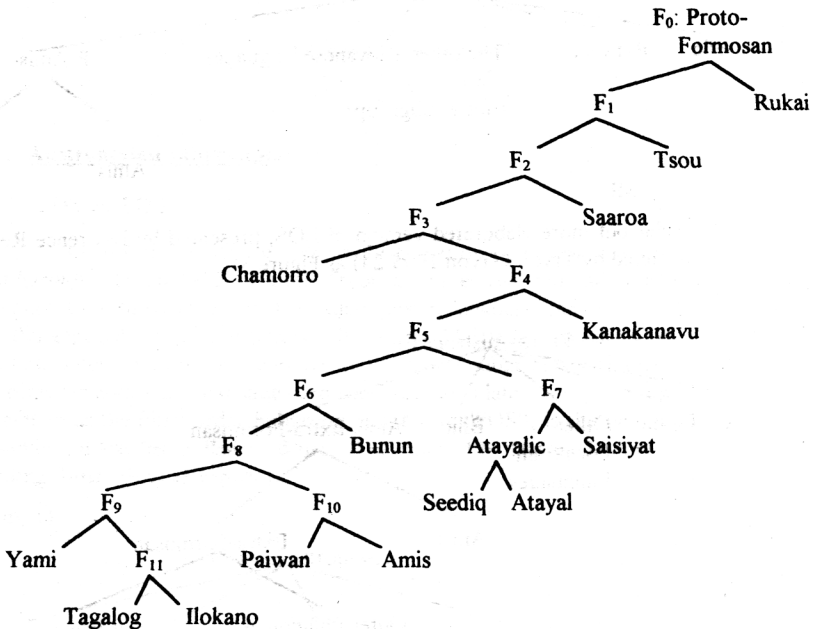 F₀: Proto-
Formosan
F₁ Rukai
F₂ Tsou
F₃ Saaroa
Chamorro F₄
F₅ Kanakanavu
F₆ F₇
F₈ Bunun Atayalic Saisiyat
F₉ F₁₀ Seediq Atayal
Yami F₁₁ Paiwan Amis
Tagalog Ilokano